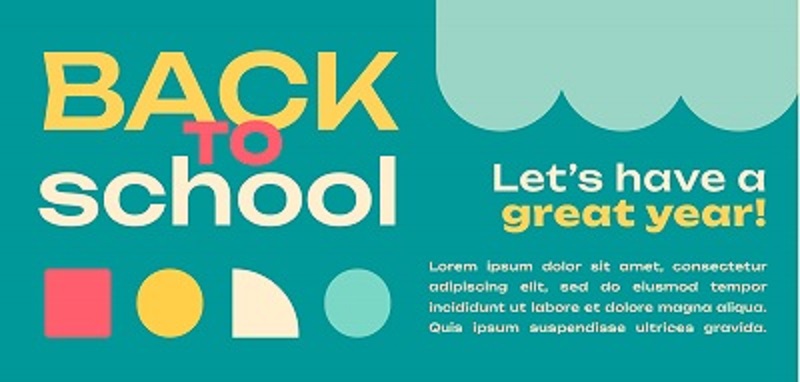 BACK
TO
school
Let's have a
great year!
Lorem ipsum dolor sit amet, consectetur
adipiscing elit, sed do eiusmod tempor
incididunt ut labore et dolore magna aliqua.
Quis ipsum suspendisse ultrices gravida.